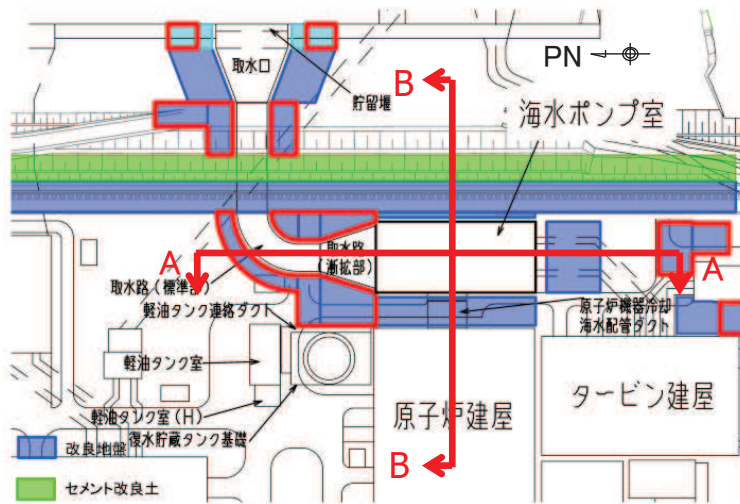 PN
取水口
貯留堰
B
海水ポンプ室
A
取水路
(漸拡部)
A
取水路(標準部)
軽油タンク連絡ダクト
原子炉機器冷却
海水配管ダクト
軽油タンク室
タービン建屋
軽油タンク室(H)
復水貯蔵タンク基礎
原子炉建屋
B
改良地盤
セメント改良土